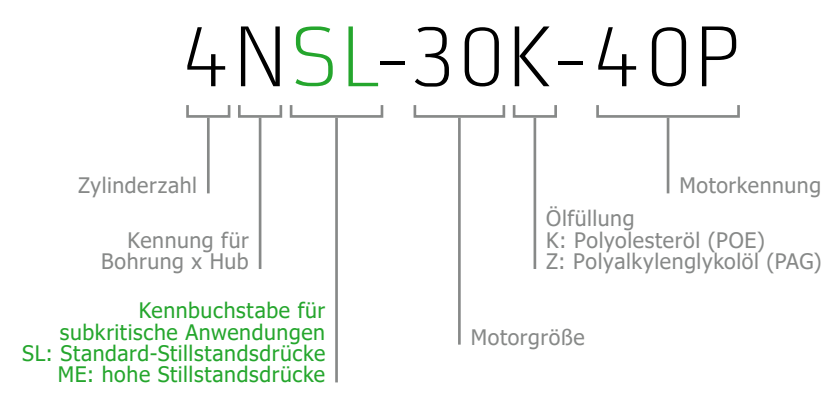 4NSL-30K-40P
Zylinderzahl
Motorkennung
Kennung für
Bohrung x Hub
Ölfüllung
K: Polyolesteröl (POE)
Z: Polyalkylenglykolöl (PAG)
Kennbuchstabe für
subkritische Anwendungen
SL: Standard-Stillstandsdrücke
ME: hohe Stillstandsdrücke
Motorgröße